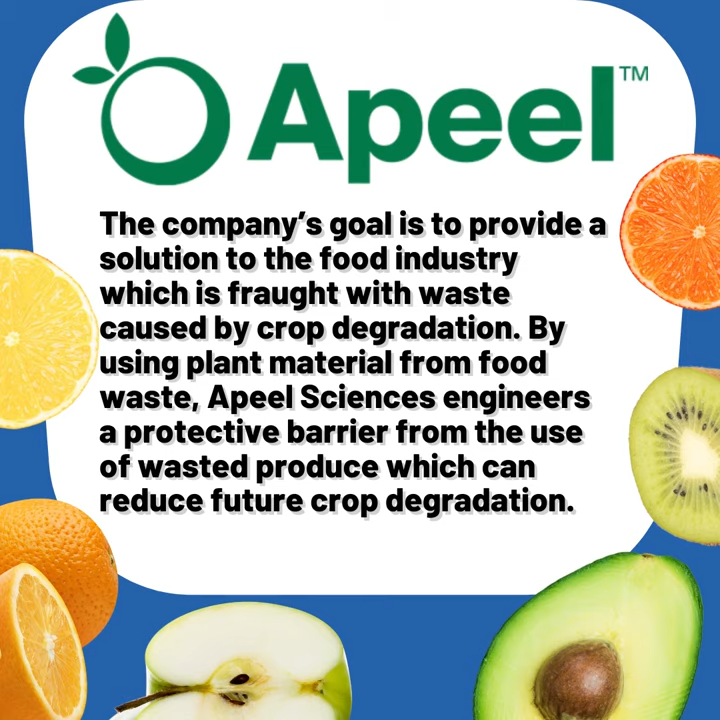 Apeel™
The company’s goal is to provide a
solution to the food industry
which is fraught with waste
caused by crop degradation. By
using plant material from food
waste, Apeel Sciences engineers
a protective barrier from the use
of wasted produce which can
reduce future crop degradation.